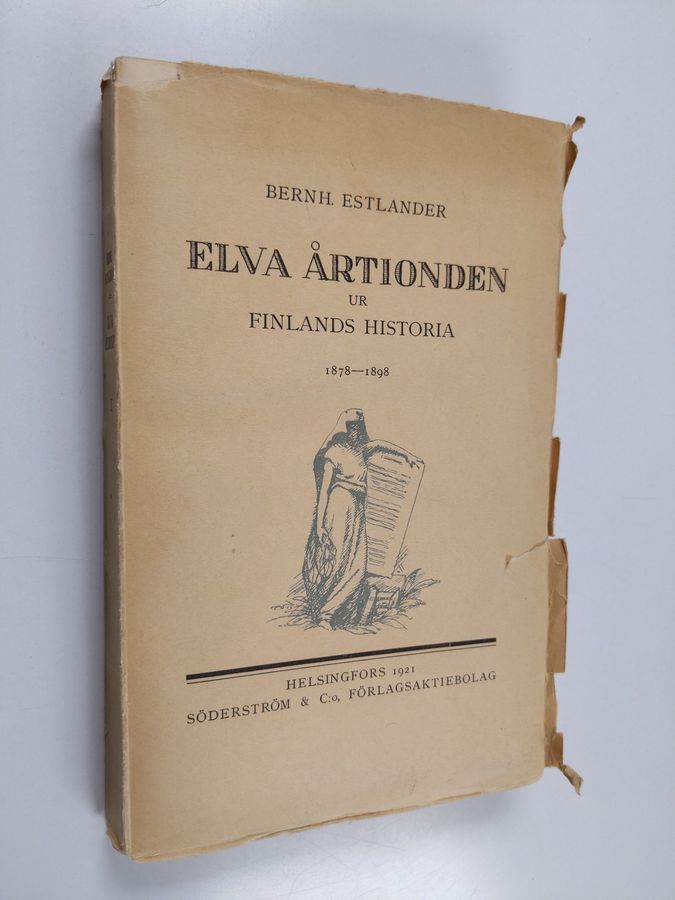 BERNH. ESTLANDER
ELVA ÅRTIONDEN
UR
FINLANDS HISTORIA
1878—1898
HELSINGFORS 1921
SÖDERSTRÖM & C:o, FÖRLAGSAKTIEBOLAG